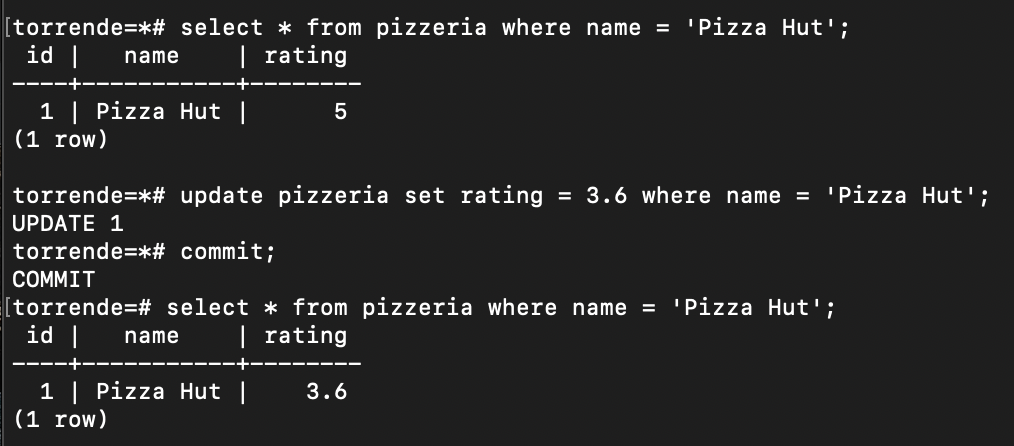 [torrende=*# select * from pizzeria where name = 'Pizza Hut';
 id |   name    | rating
----+-----------+--------
  1 | Pizza Hut |      5
(1 row)

torrende=*# update pizzeria set rating = 3.6 where name = 'Pizza Hut';
UPDATE 1
torrende=*# commit;
COMMIT
[torrende=# select * from pizzeria where name = 'Pizza Hut';
 id |   name    | rating
----+-----------+--------
  1 | Pizza Hut |    3.6
(1 row)